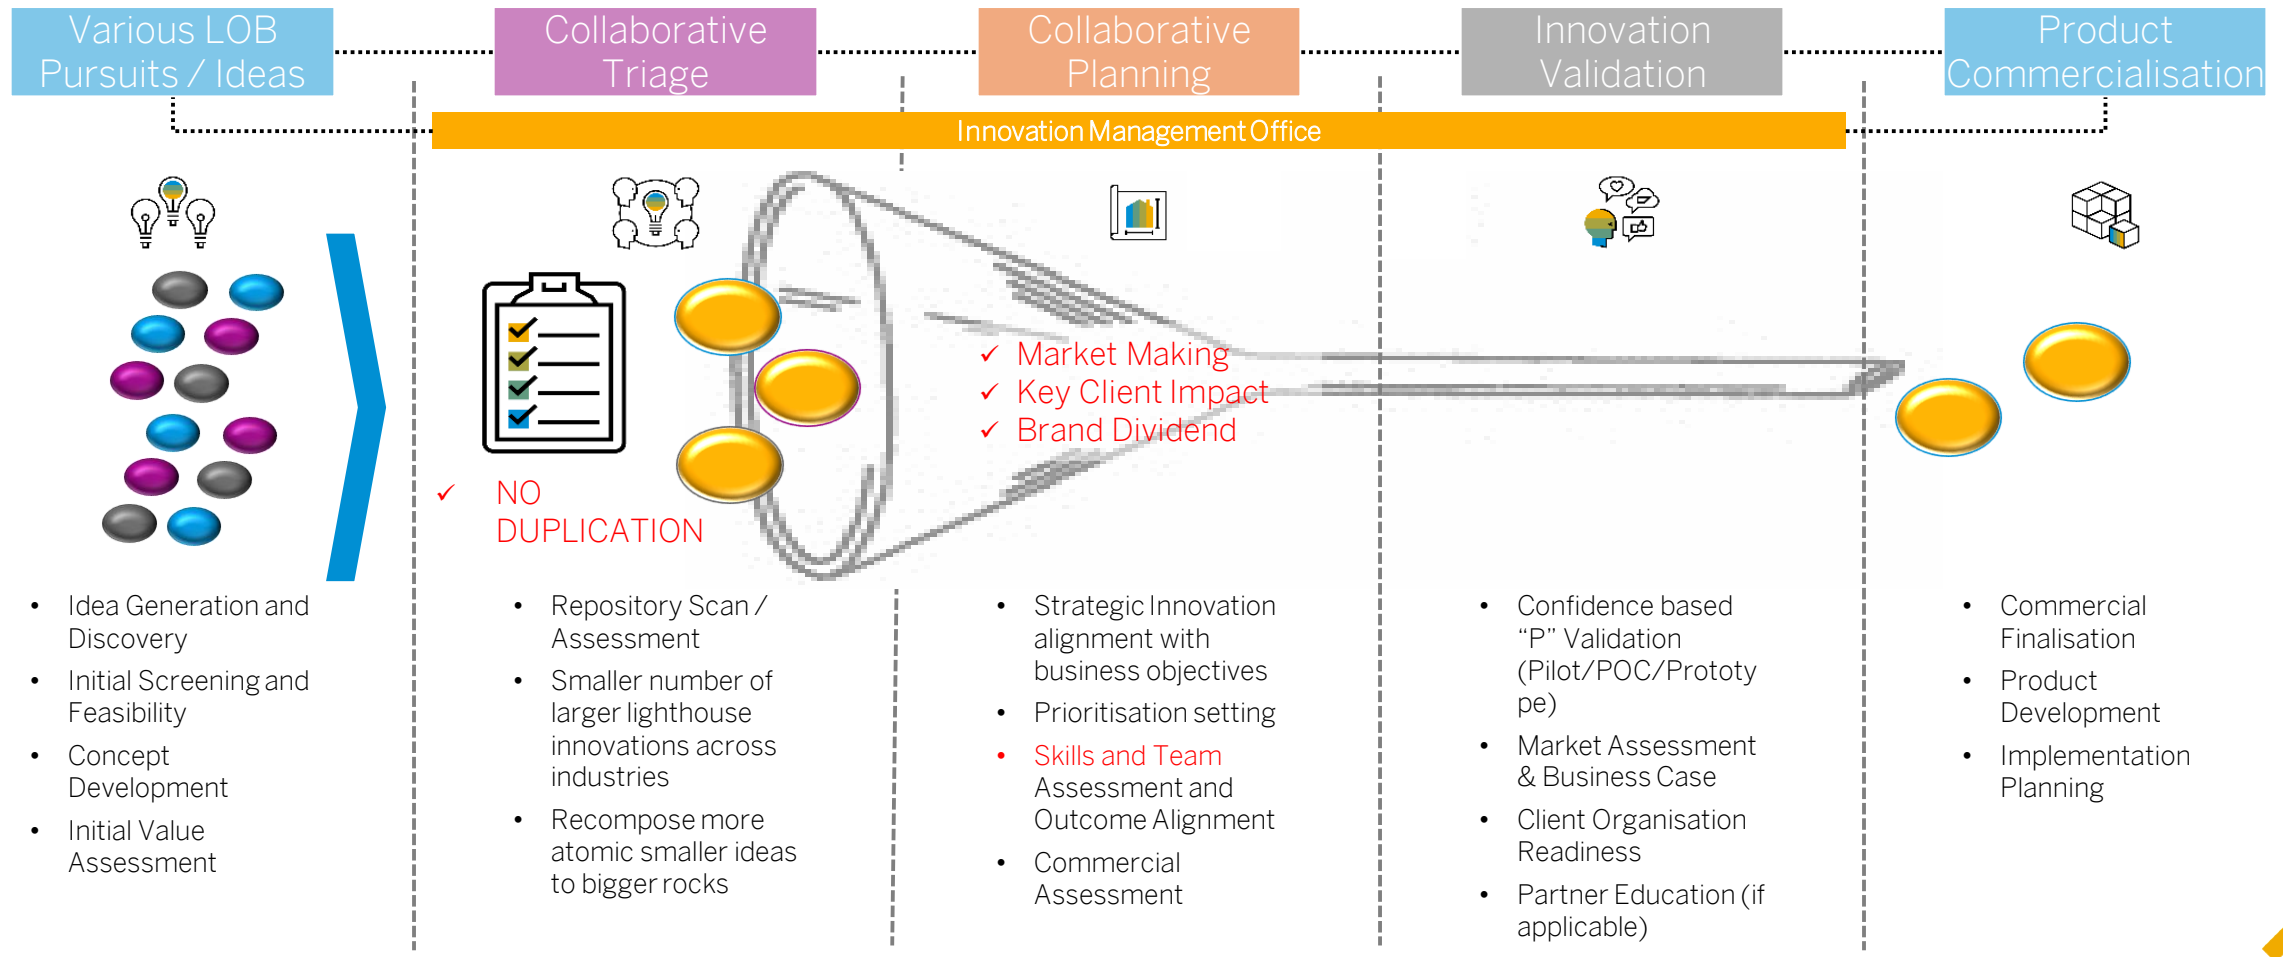 Various LOB
Pursuits / Ideas
Collaborative
Triage
Collaborative
Planning
Innovation
Validation
Product
Commercialisation
Innovation Management Office
✓ NO
DUPLICATION
✓ Market Making
✓ Key Client Impact
✓ Brand Dividend
• Idea Generation and
Discovery
• Initial Screening and
Feasibility
• Concept
Development
• Initial Value
Assessment
• Repository Scan /
Assessment
• Smaller number of
larger lighthouse
innovations across
industries
• Recompose more
atomic smaller ideas
to bigger rocks
• Strategic Innovation
alignment with
business objectives
• Prioritisation setting
• Skills and Team
Assessment and
Outcome Alignment
• Commercial
Assessment
• Confidence based
“P” Validation
(Pilot/POC/Prototy
pe)
• Market Assessment
& Business Case
• Client Organisation
Readiness
• Partner Education (if
applicable)
• Commercial
Finalisation
• Product
Development
• Implementation
Planning